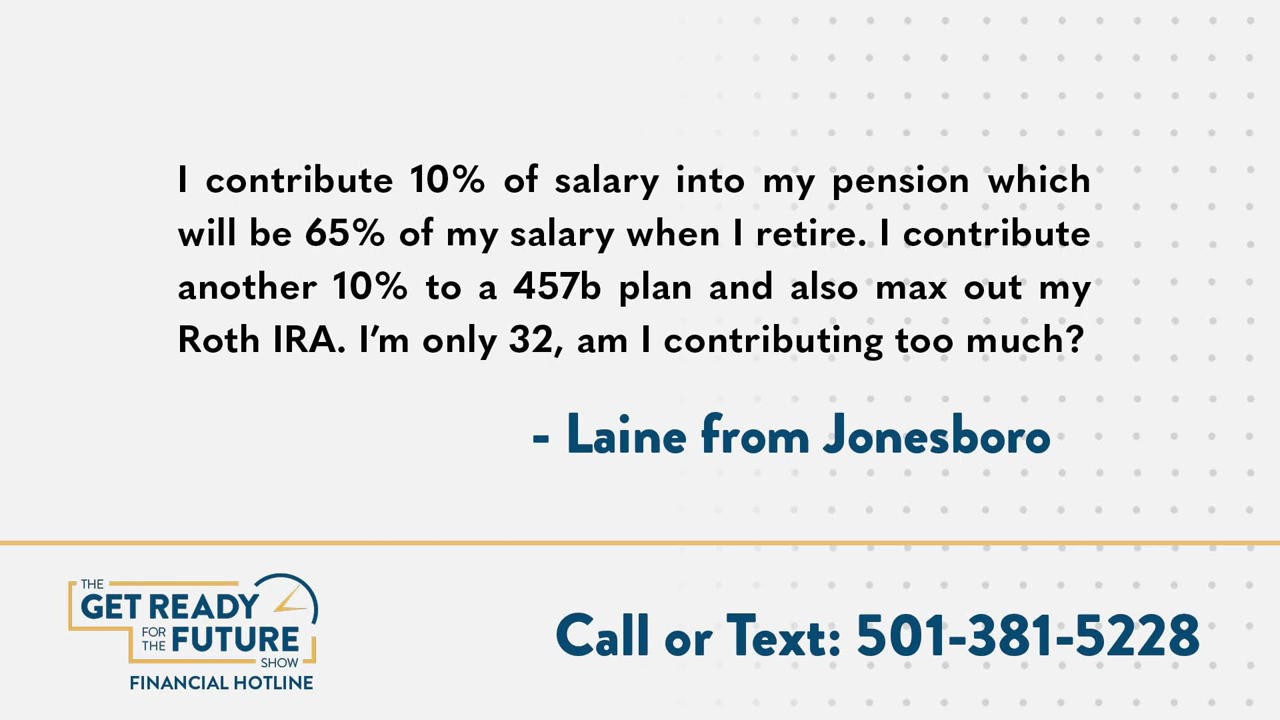 I contribute 10% of salary into my pension which
will be 65% of my salary when I retire. I contribute
another 10% to a 457b plan and also max out my
Roth IRA. I’m only 32, am I contributing too much?
- Laine from Jonesboro
THE
GET READY
FOR THE FUTURE
SHOW
FINANCIAL HOTLINE
Call or Text: 501-381-5228